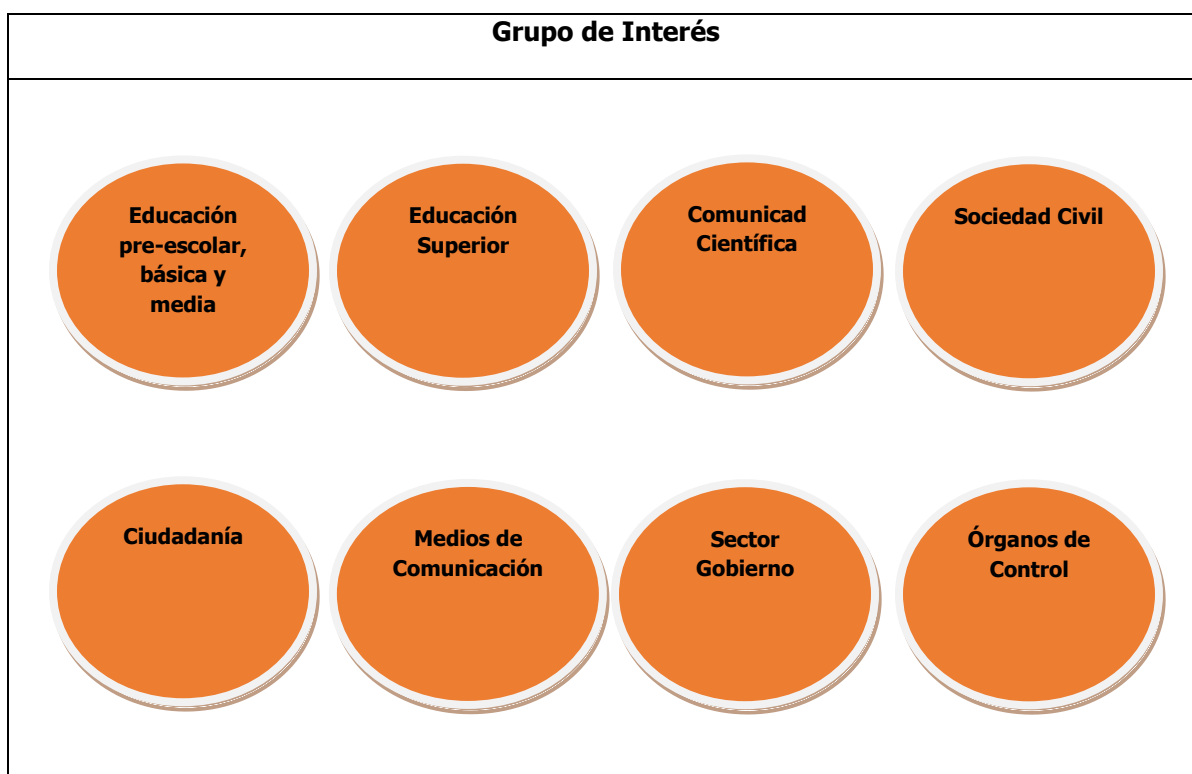 Grupo de Interés
Educación
pre-escolar,
básica y
media
Educación
Superior
Comunicad
Científica
Sociedad Civil
Ciudadanía
Medios de
Comunicación
Sector
Gobierno
Órganos de
Control